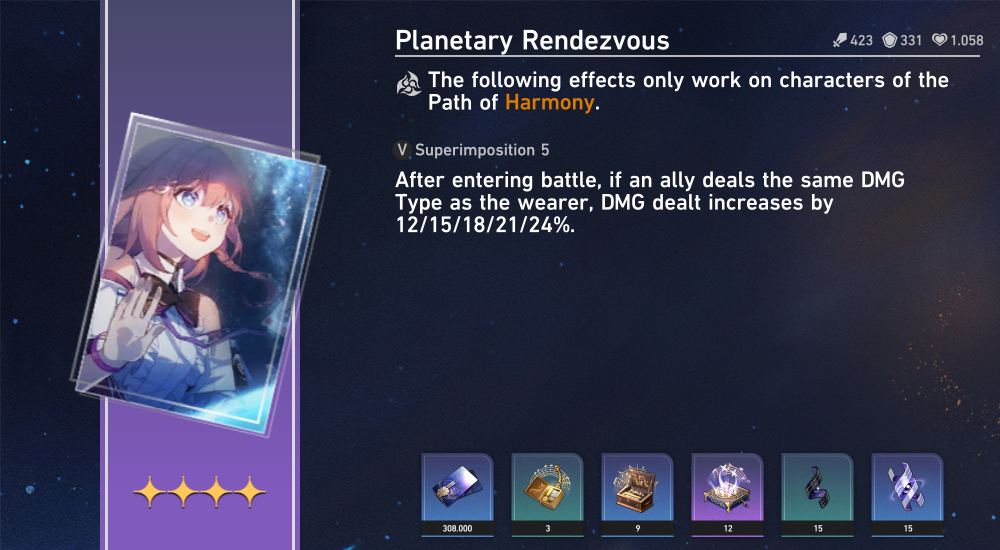 Planetary Rendezvous
423 331 1.058
The following effects only work on characters of the
Path of Harmony.
V Superimposition 5
After entering battle, if an ally deals the same DMG
Type as the wearer, DMG dealt increases by
12/15/18/21/24%.
308.000 3 9 12 15 15